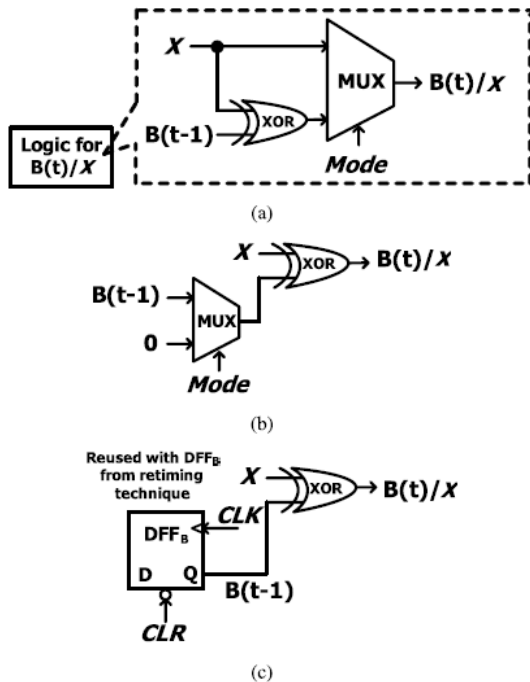 X
MUX
B(t)/X
XOR
B(t-1)
Logic for
B(t)/X
Mode
(a)
X
XOR
B(t)/X
B(t-1)
MUX
0
Mode
(b)
Reused with DFFB
from retiming
technique
X
XOR
B(t)/X
CLK
DFFB
D
Q
B(t-1)
CLR
(c)